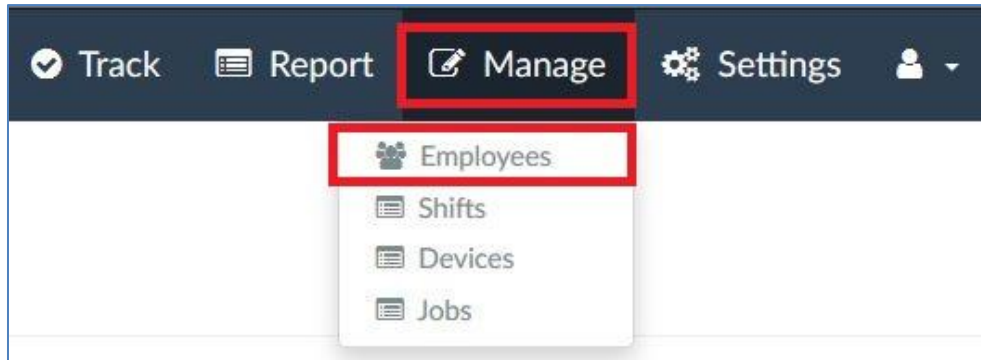 Track Report Manage Settings
Employees
Shifts
Devices
Jobs